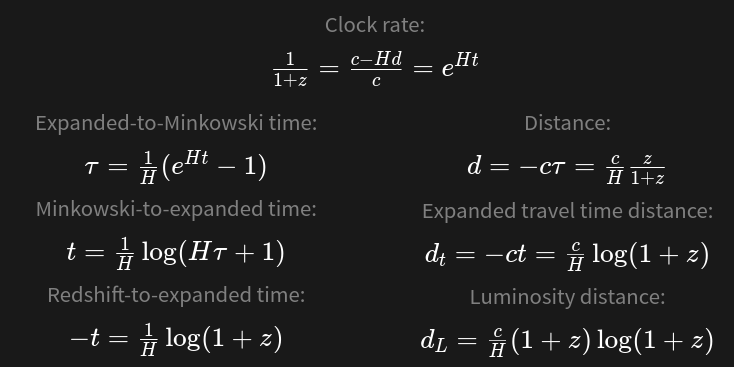 Clock rate:
1/(1+z) = (c−Hd)/c = e^{Ht}
Expanded-to-Minkowski time:
τ = 1/H (e^{Ht} − 1)
Distance:
d = −cτ = c/H z/(1+z)
Minkowski-to-expanded time:
t = 1/H log(Hτ + 1)
Expanded travel time distance:
d_t = −ct = c/H log(1 + z)
Redshift-to-expanded time:
−t = 1/H log(1 + z)
Luminosity distance:
d_L = c/H (1 + z) log(1 + z)